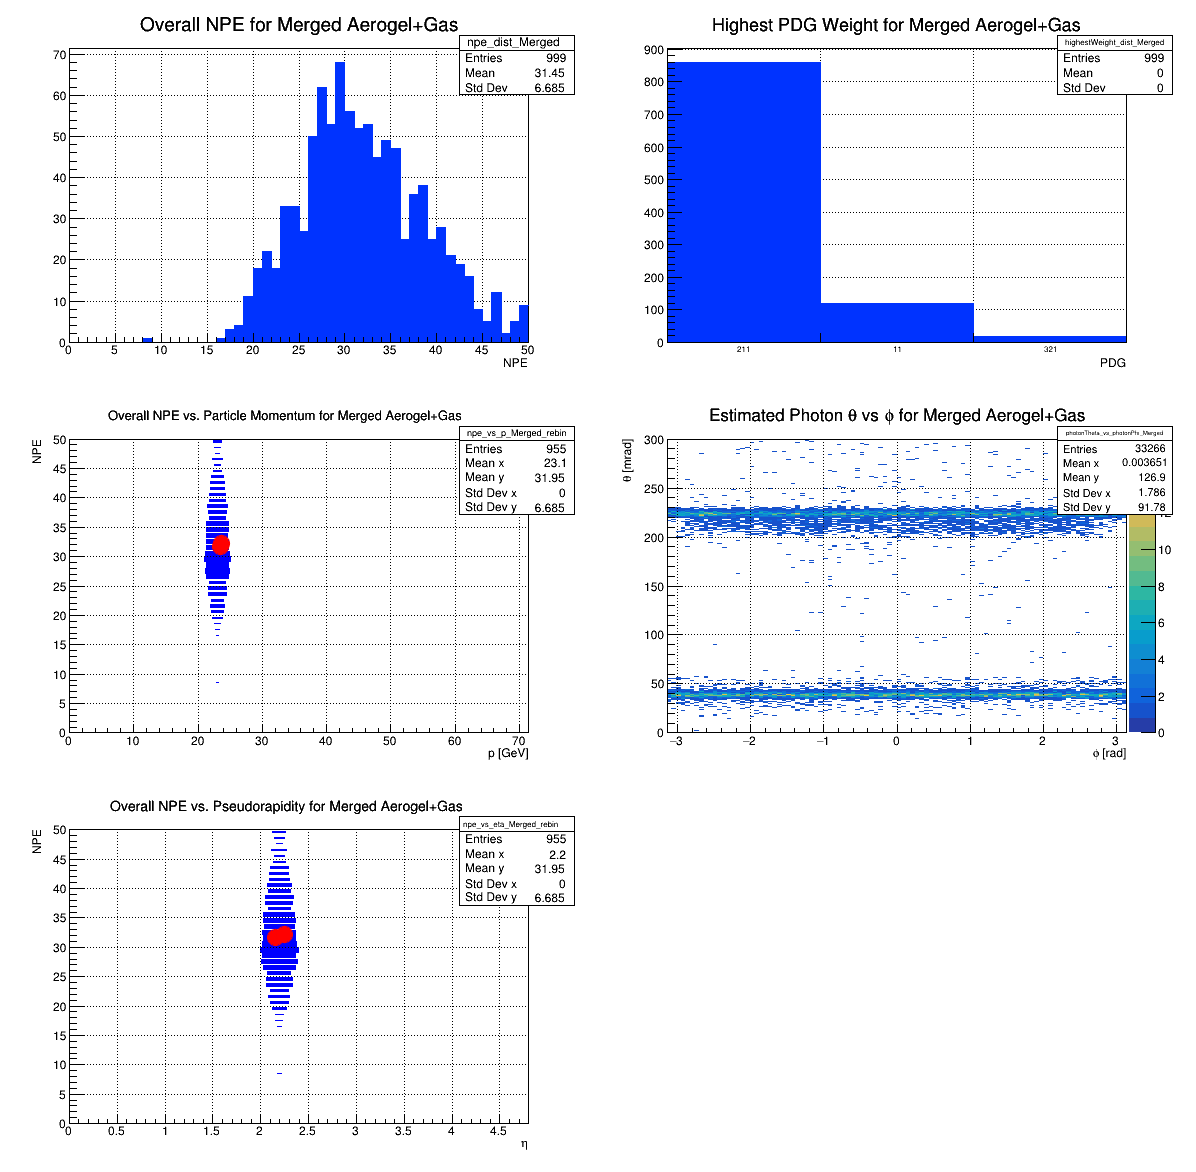 Overall NPE for Merged Aerogel+Gas
npe_dist_Merged
Entries 999
Mean 31.45
Std Dev 6.685
70
60
50
40
30
20
10
0
0 5 10 15 20 25 30 35 40 45 50
NPE
Highest PDG Weight for Merged Aerogel+Gas
highestWeight_dist_Merged
Entries 999
Mean 0
Std Dev 0
900
800
700
600
500
400
300
200
100
0
211 11 321
PDG
Overall NPE vs. Particle Momentum for Merged Aerogel+Gas
npe_vs_p_Merged_rebin
Entries 955
Mean x 23.1
Mean y 31.95
Std Dev x 0
Std Dev y 6.685
NPE
50
45
40
35
30
25
20
15
10
5
0
0 10 20 30 40 50 60 70
p [GeV]
Estimated Photon θ vs ϕ for Merged Aerogel+Gas
photonTheta_vs_photonPhi_Merged
Entries 33266
Mean x 0.003651
Mean y 126.9
Std Dev x 1.786
Std Dev y 91.78
θ [mrad]
300
250
200
150
100
50
0
−3 −2 −1 0 1 2 3
ϕ [rad]
12
10
8
6
4
2
0
Overall NPE vs. Pseudorapidity for Merged Aerogel+Gas
npe_vs_eta_Merged_rebin
Entries 955
Mean x 2.2
Mean y 31.95
Std Dev x 0
Std Dev y 6.685
NPE
50
45
40
35
30
25
20
15
10
5
0
0 0.5 1 1.5 2 2.5 3 3.5 4 4.5
η